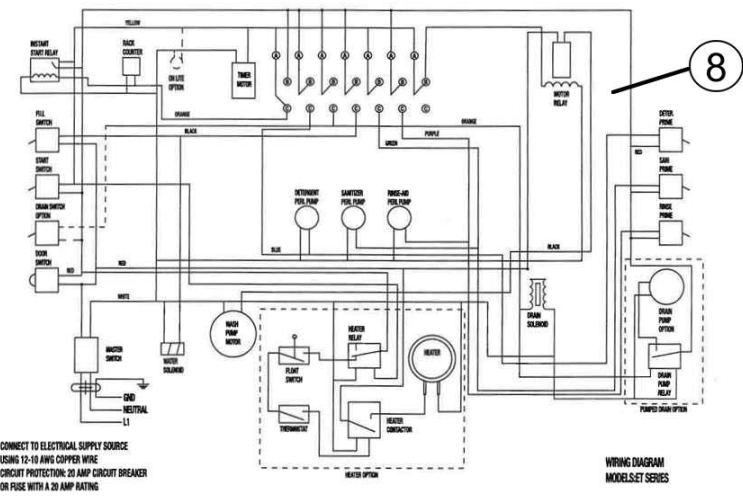 YELLOW
INSTANT
START RELAY
RACK
COUNTER
ON LITE
OPTION
TIMER
MOTOR
A A A A A A A
B B B B B B B
C C C C C C C
MOTOR
RELAY
8
ORANGE
BLACK
ORANGE
PURPLE
GREEN
FILL
SWITCH
START
SWITCH
DRAIN SWITCH
OPTION
DOOR
SWITCH
DETER.
PRIME
RED
SANI
PRIME
RINSE
PRIME
DETERGENT
PERI. PUMP
SANITIZER
PERI. PUMP
RINSE-AID
PERI. PUMP
BLUE
BLACK
RED
RED
WHITE
MASTER
SWITCH
WATER
SOLENOID
WASH
PUMP
MOTOR
HEATER
RELAY
FLOAT
SWITCH
HEATER
THERMOSTAT
HEATER
CONTACTOR
HEATER OPTION
DRAIN
SOLENOID
DRAIN
PUMP
OPTION
DRAIN
PUMP
RELAY
PUMPED DRAIN OPTION
GND
NEUTRAL
L1
CONNECT TO ELECTRICAL SUPPLY SOURCE
USING 12-10 AWG COPPER WIRE
CIRCUIT PROTECTION: 20 AMP CIRCUIT BREAKER
OR FUSE WITH A 20 AMP RATING
WIRING DIAGRAM
MODELS:ET SERIES